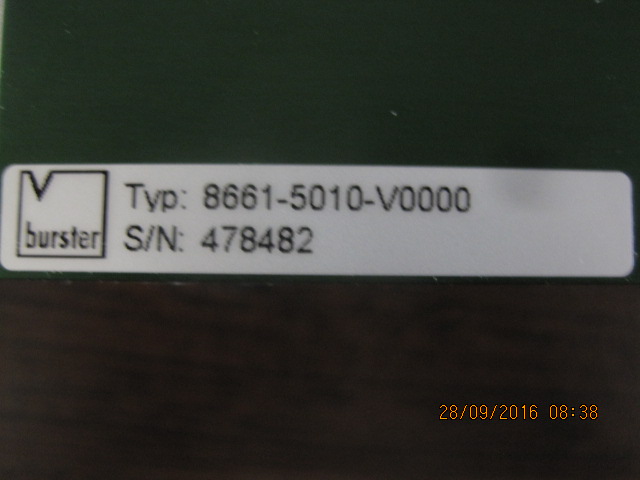 burster
Typ: 8661-5010-V0000
S/N: 478482
28/09/2016 08:38